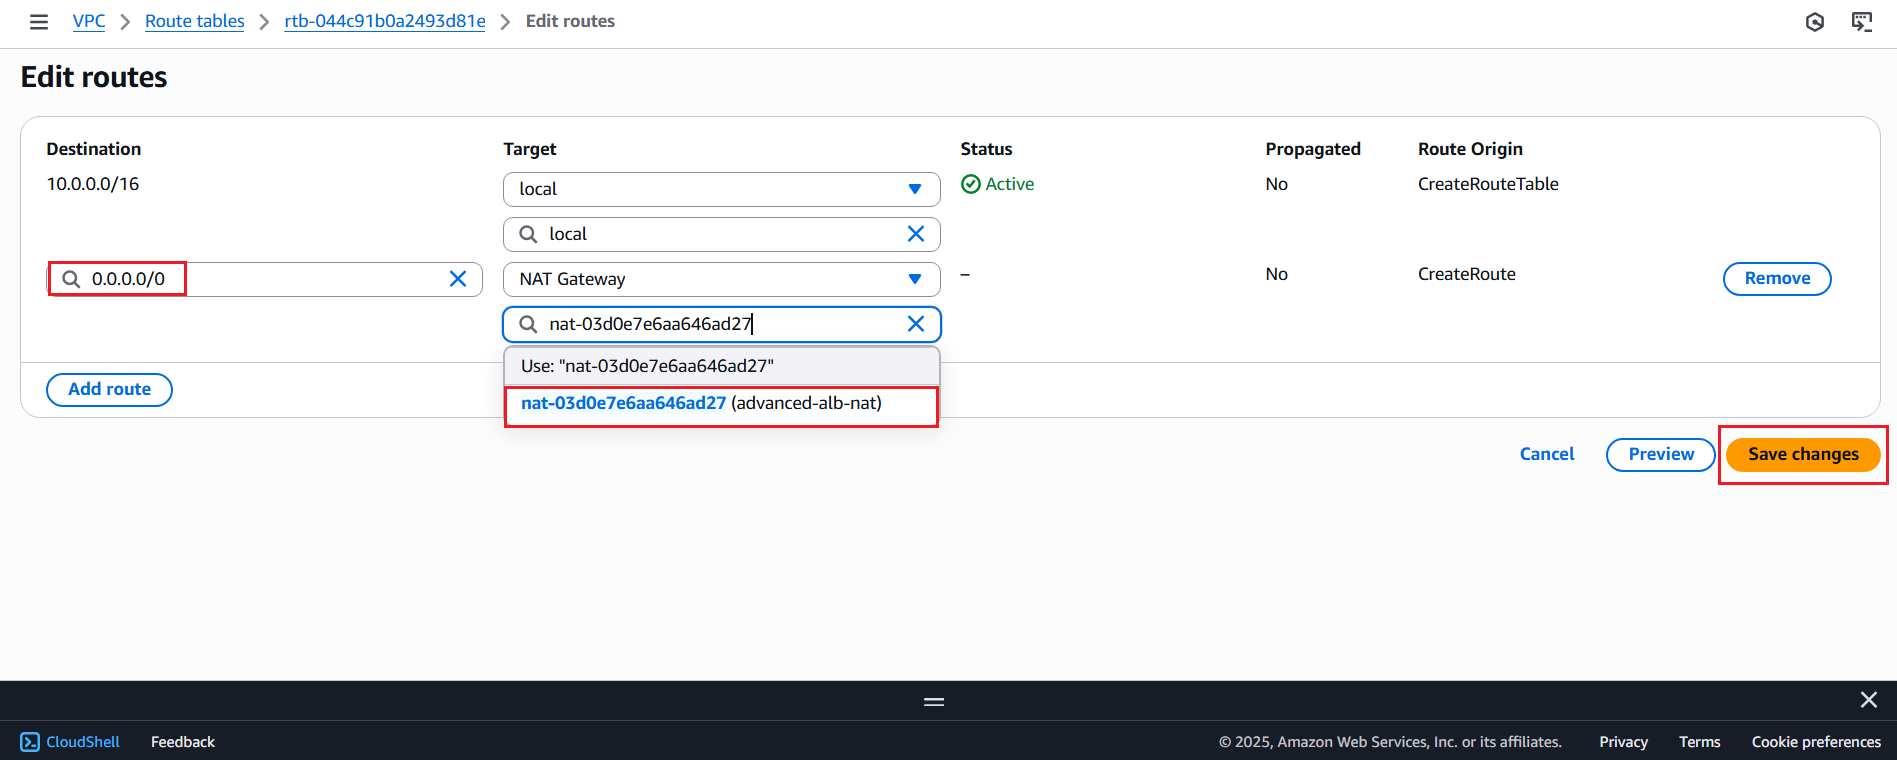 VPC > Route tables > rtb-044c91b0a2493d81e > Edit routes
Edit routes
Destination Target Status Propagated Route Origin
10.0.0.0/16 local Active No CreateRouteTable
local
0.0.0.0/0 NAT Gateway – No CreateRoute Remove
nat-03d0e7e6aa646ad27
Use: "nat-03d0e7e6aa646ad27"
Add route
nat-03d0e7e6aa646ad27 (advanced-alb-nat)
Cancel Preview Save changes
CloudShell Feedback © 2025, Amazon Web Services, Inc. or its affiliates. Privacy Terms Cookie preferences